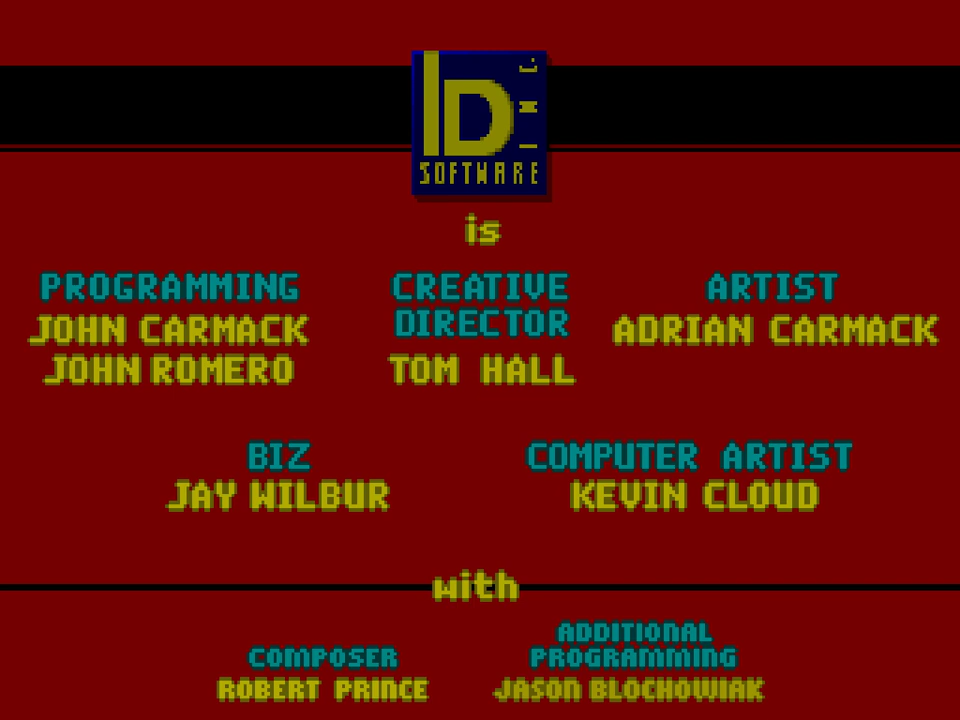 ID
INC.
SOFTWARE
is
PROGRAMMING
JOHN CARMACK
JOHN ROMERO
CREATIVE
DIRECTOR
TOM HALL
ARTIST
ADRIAN CARMACK
BIZ
JAY WILBUR
COMPUTER ARTIST
KEVIN CLOUD
with
COMPOSER
ROBERT PRINCE
ADDITIONAL
PROGRAMMING
JASON BLOCHOWIAK